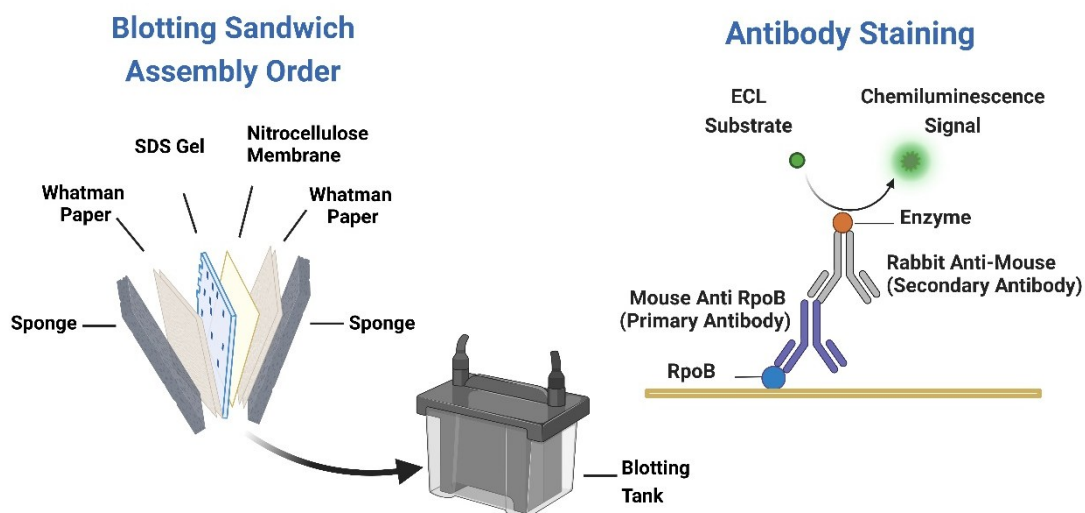 Blotting Sandwich
Assembly Order
SDS Gel
Nitrocellulose
Membrane
Whatman
Paper
Whatman
Paper
Sponge
Sponge
Blotting
Tank
Antibody Staining
ECL
Substrate
Chemiluminescence
Signal
Enzyme
Rabbit Anti-Mouse
(Secondary Antibody)
Mouse Anti RpoB
(Primary Antibody)
RpoB